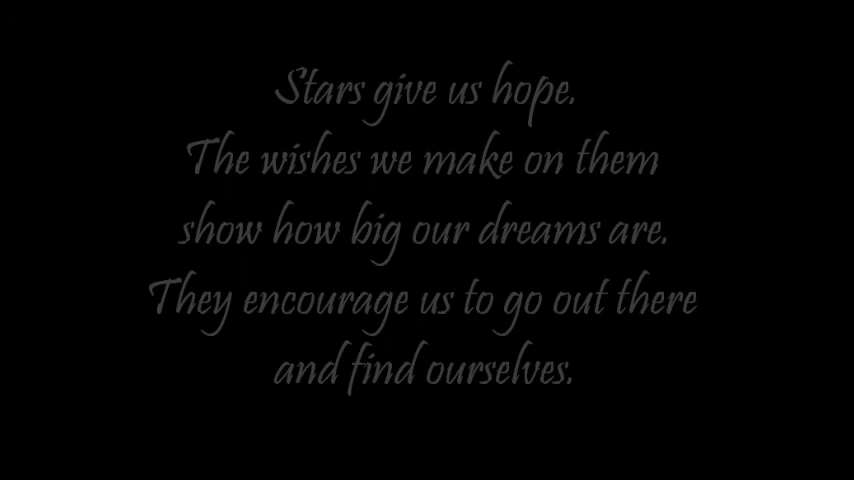 Stars give us hope.
The wishes we make on them
show how big our dreams are.
They encourage us to go out there
and find ourselves.